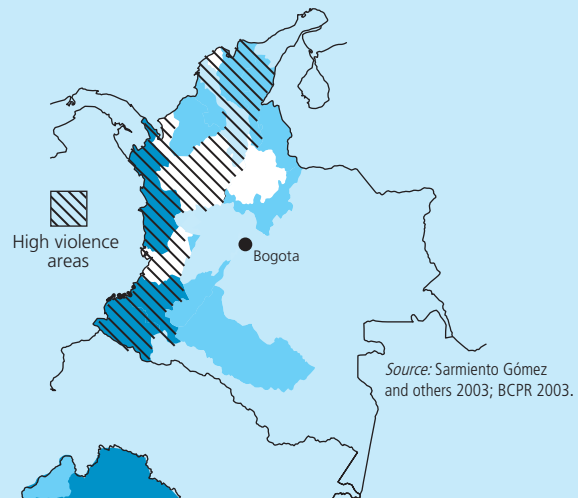 High violence
areas
Bogota
Source: Sarmiento Gómez
and others 2003; BCPR 2003.